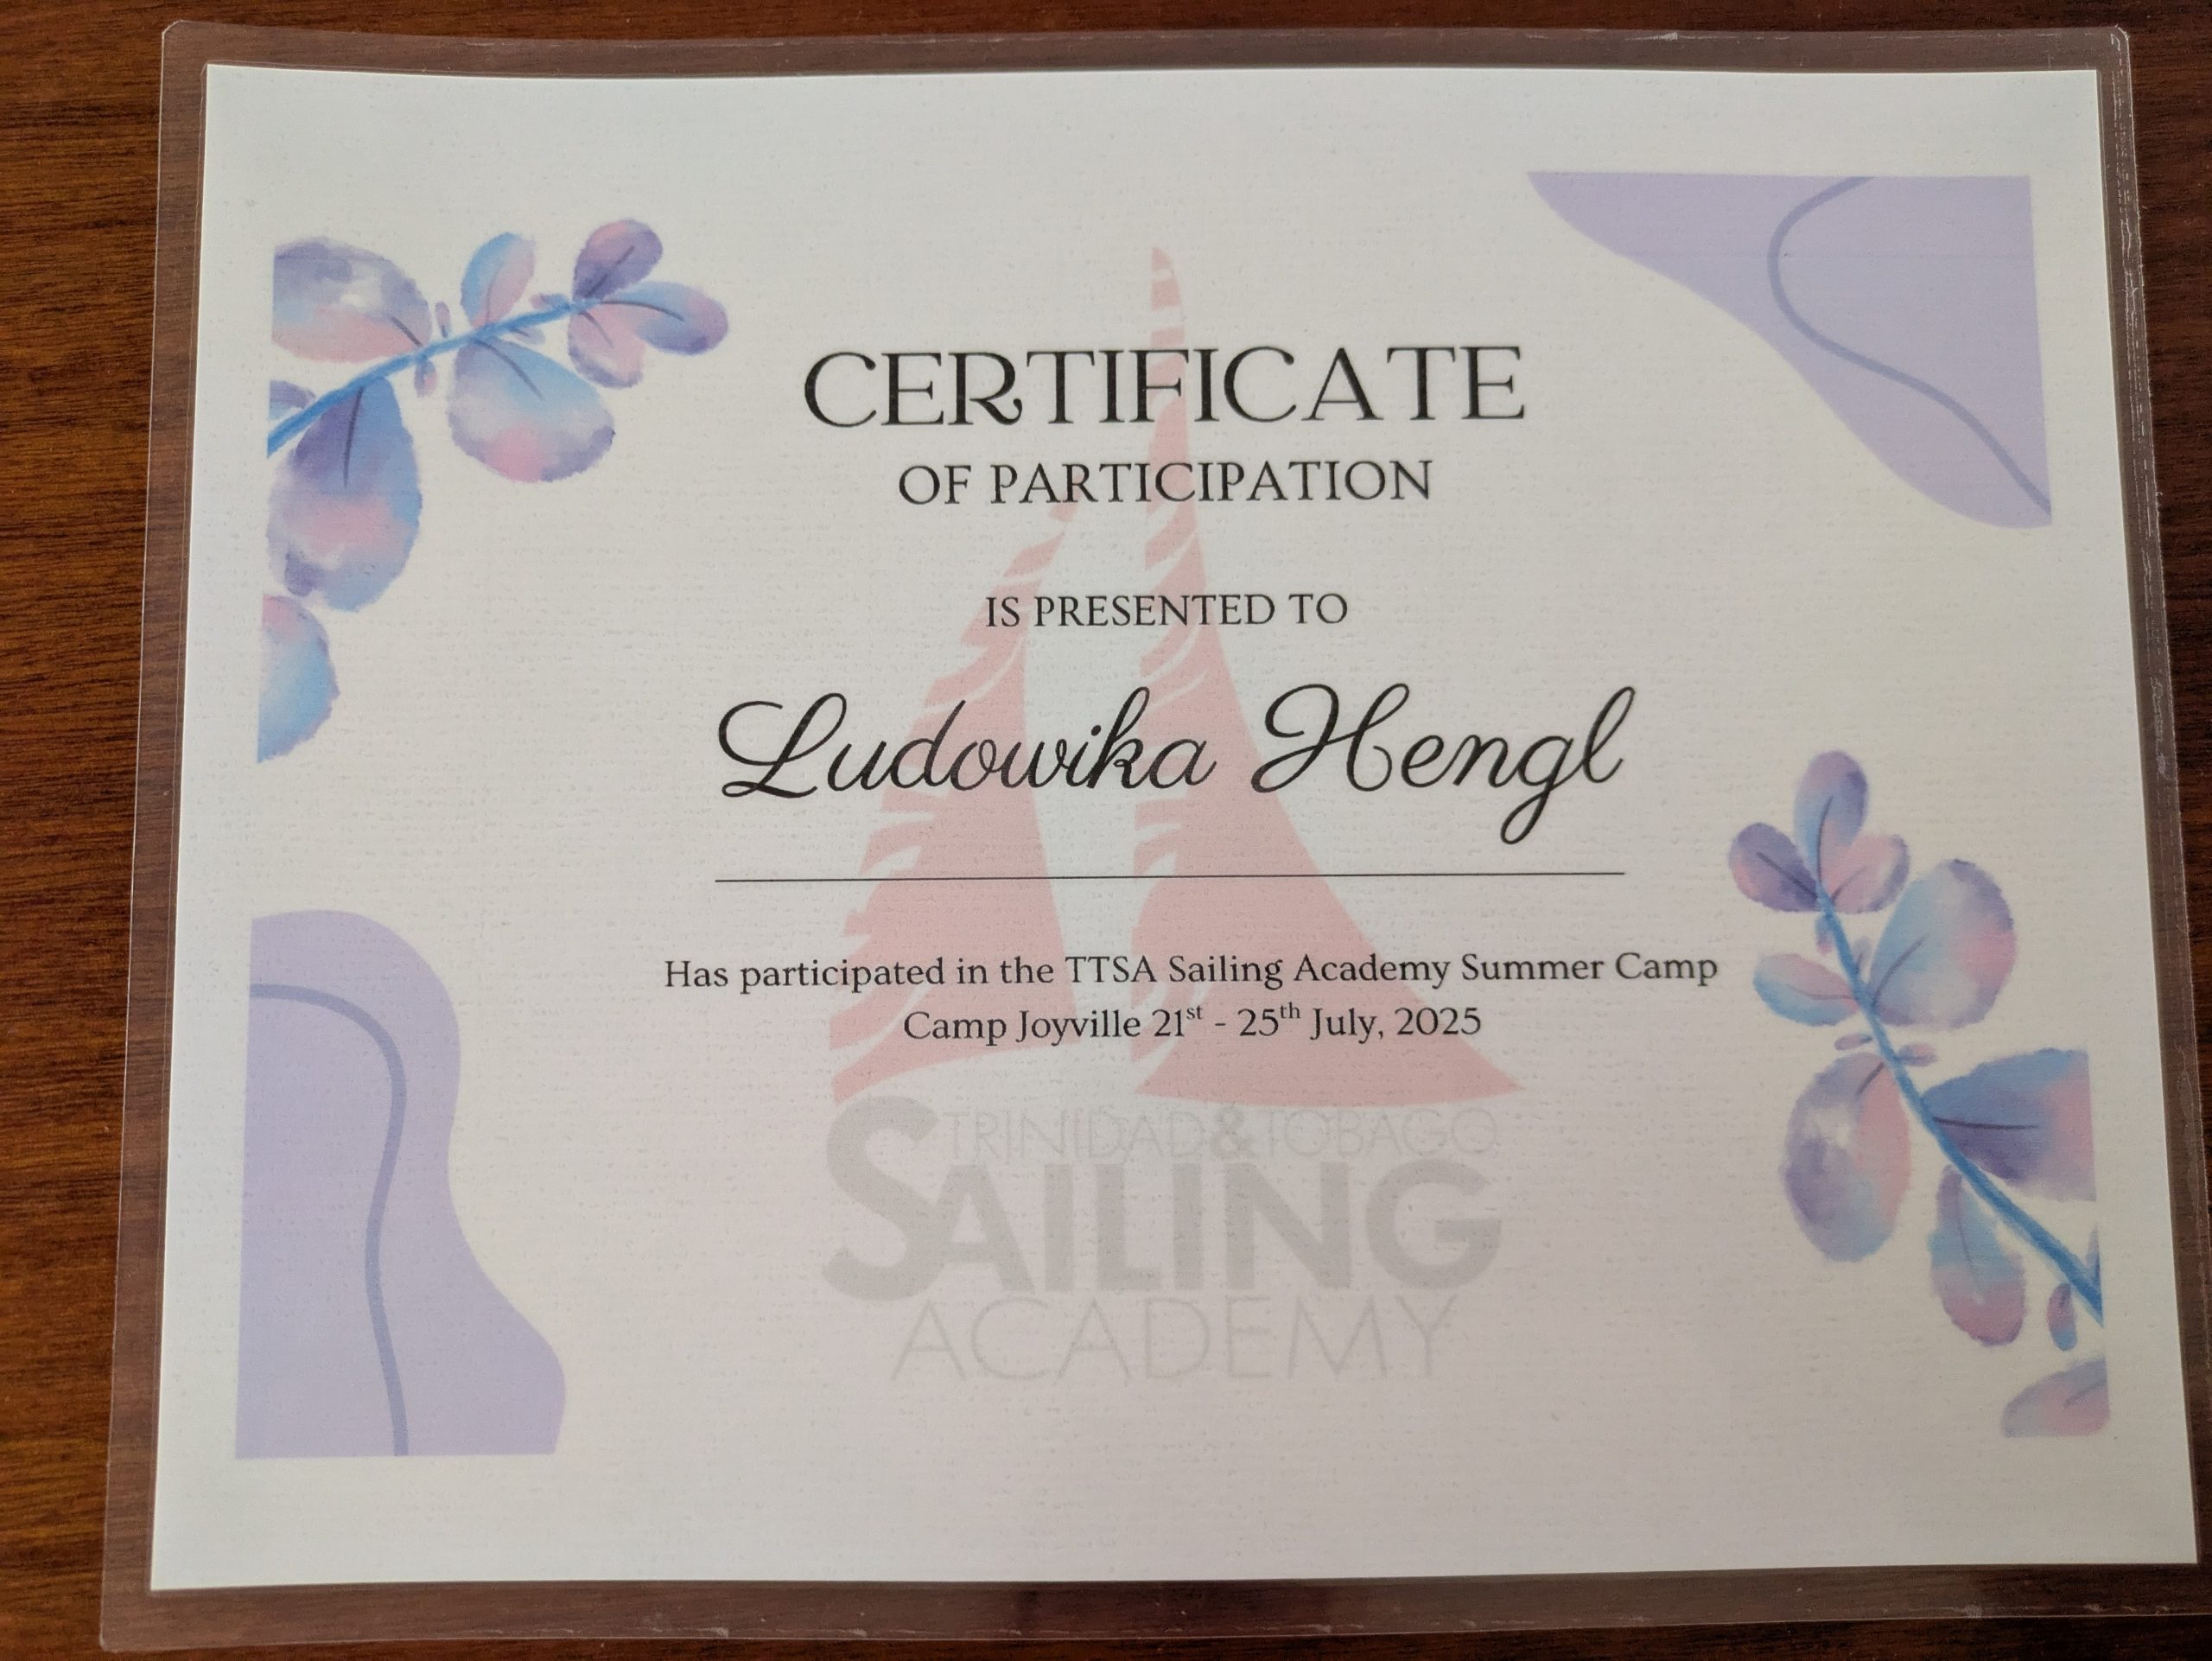 CERTIFICATE
OF PARTICIPATION
IS PRESENTED TO
Ludowika Hengl
Has participated in the TTSA Sailing Academy Summer Camp
Camp Joyville 21st - 25th July, 2025
TRINIDAD&TOBAGO
SAILING
ACADEMY